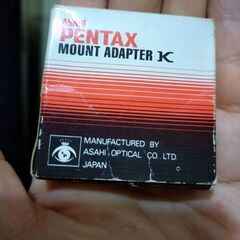 ASAHI
PENTAX
MOUNT ADAPTER K
MANUFACTURED BY
ASAHI OPTICAL CO. LTD.
JAPAN